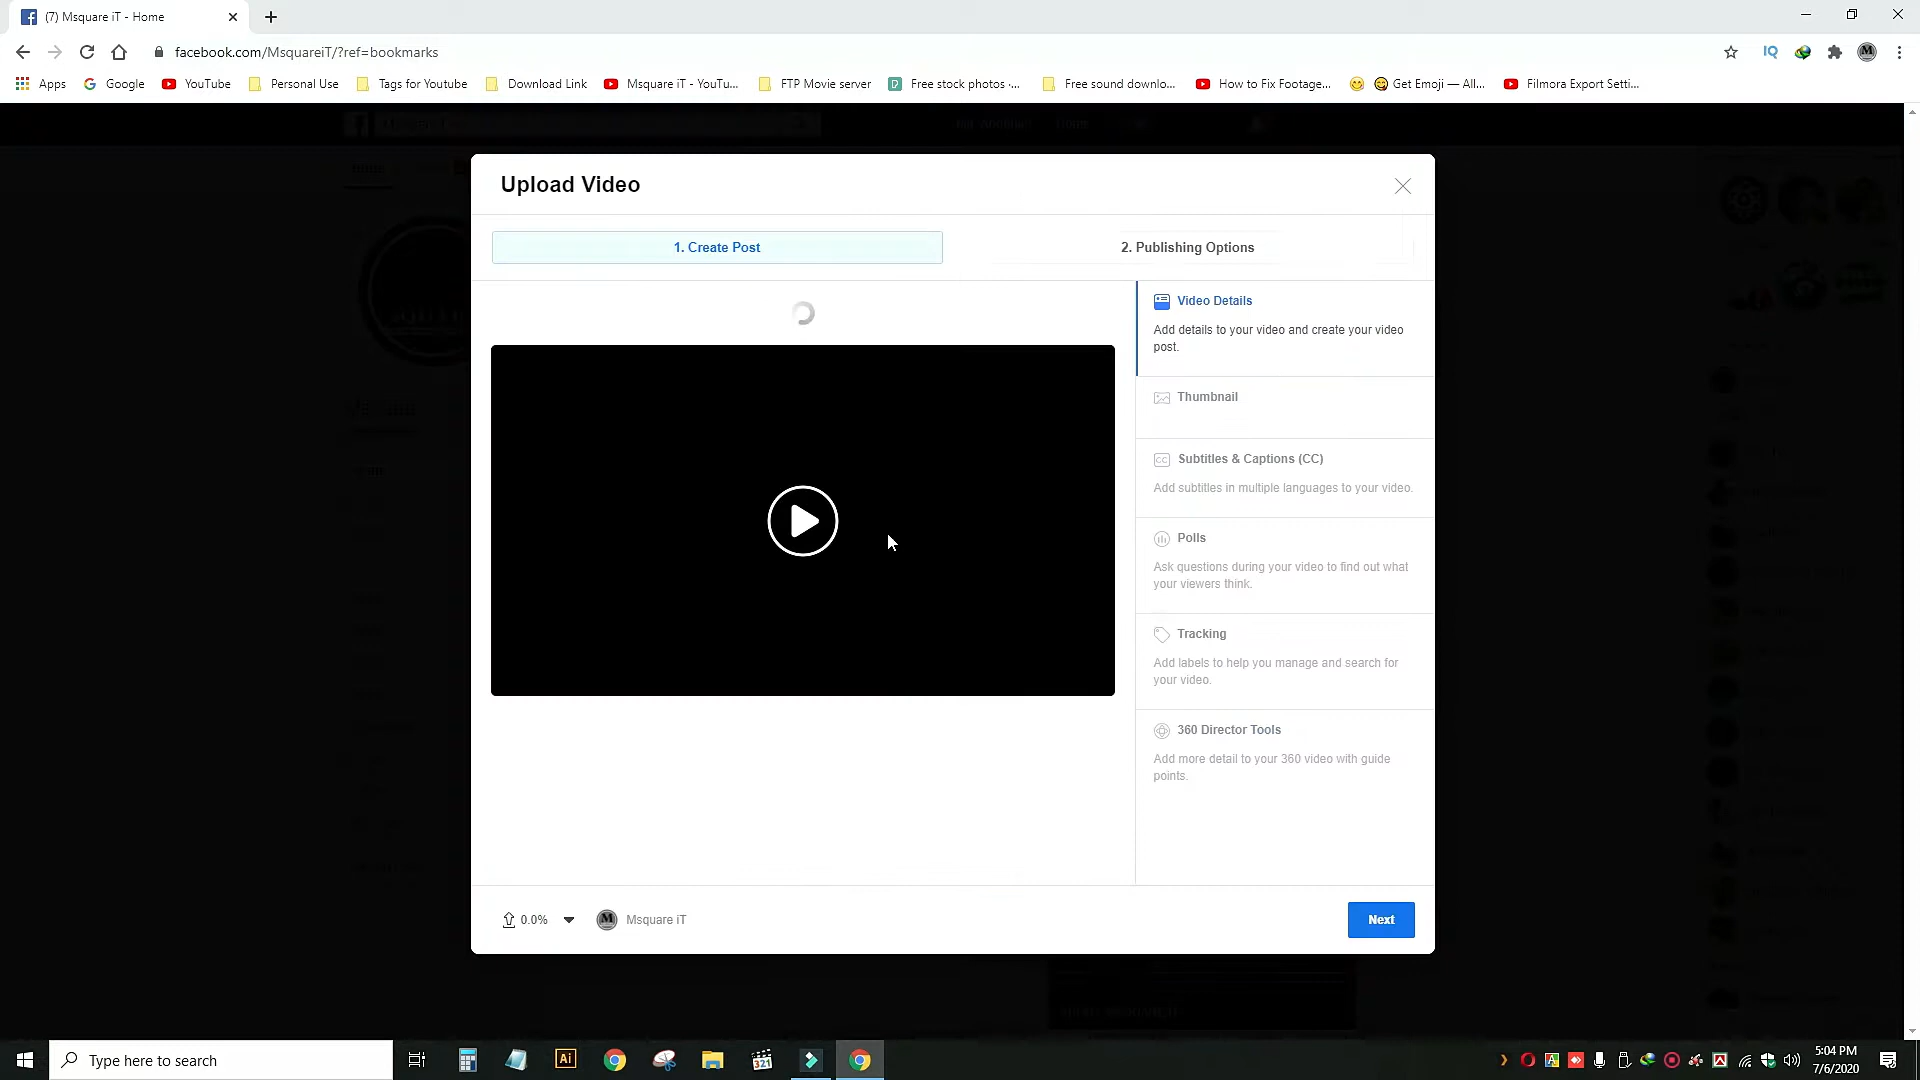 (7) Msquare iT - Home
facebook.com/MsquareiT/?ref=bookmarks
IQ
Apps
Google
YouTube
Personal Use
Tags for Youtube
Download Link
Msquare iT - YouTu...
FTP Movie server
Free stock photos ·...
Free sound downlo...
How to Fix Footage...
Get Emoji — All...
Filmora Export Setti...
Upload Video
1. Create Post
2. Publishing Options
Video Details
Add details to your video and create your video
post.
Thumbnail
CC
Subtitles & Captions (CC)
Add subtitles in multiple languages to your video.
Polls
Ask questions during your video to find out what
your viewers think.
Tracking
Add labels to help you manage and search for
your video.
360 Director Tools
Add more detail to your 360 video with guide
points.
0.0%
M
Msquare iT
Next
Type here to search
Ai
321
5:04 PM
7/6/2020